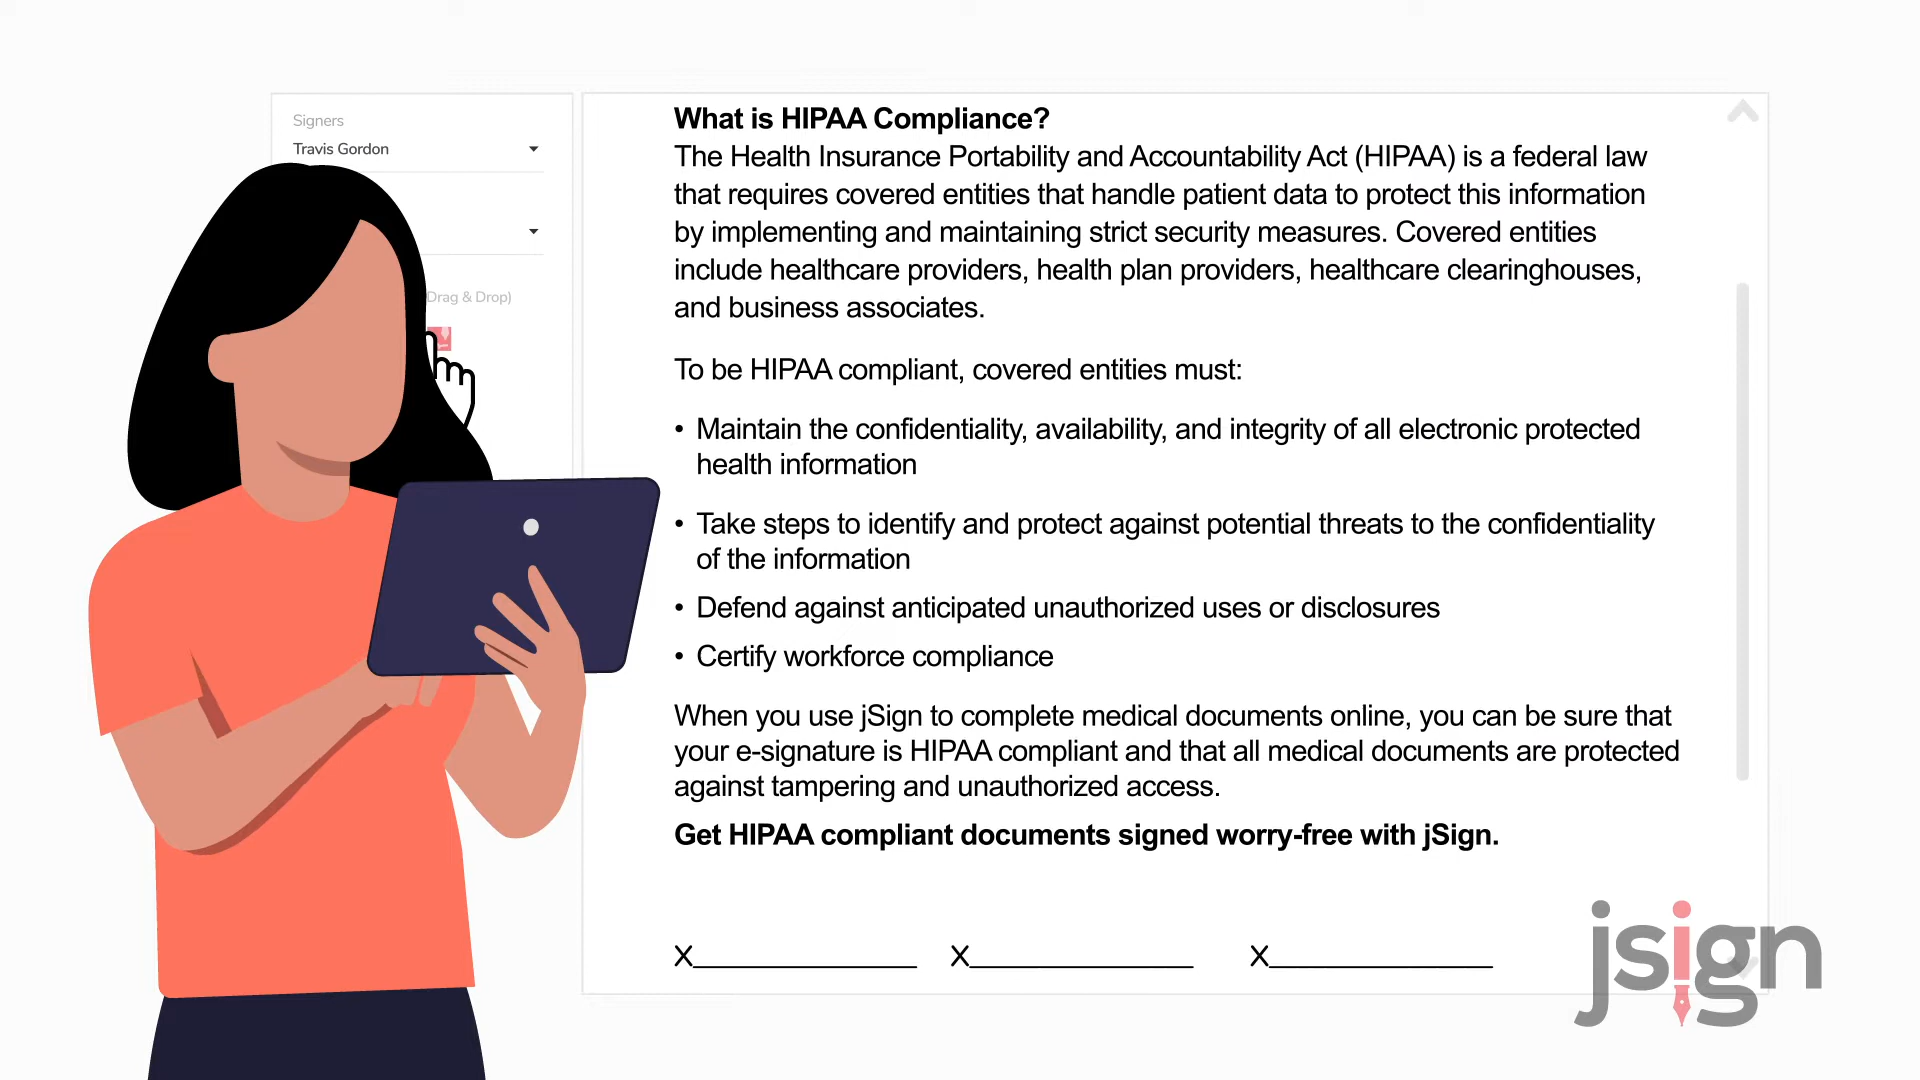 Signers
Travis Gordon
Drag & Drop)
What is HIPAA Compliance?
The Health Insurance Portability and Accountability Act (HIPAA) is a federal law
that requires covered entities that handle patient data to protect this information
by implementing and maintaining strict security measures. Covered entities
include healthcare providers, health plan providers, healthcare clearinghouses,
and business associates.
To be HIPAA compliant, covered entities must:
• Maintain the confidentiality, availability, and integrity of all electronic protected
health information
• Take steps to identify and protect against potential threats to the confidentiality
of the information
• Defend against anticipated unauthorized uses or disclosures
• Certify workforce compliance
When you use jSign to complete medical documents online, you can be sure that
your e-signature is HIPAA compliant and that all medical documents are protected
against tampering and unauthorized access.
Get HIPAA compliant documents signed worry-free with jSign.
X_______________ X_______________ X_______________
jsign